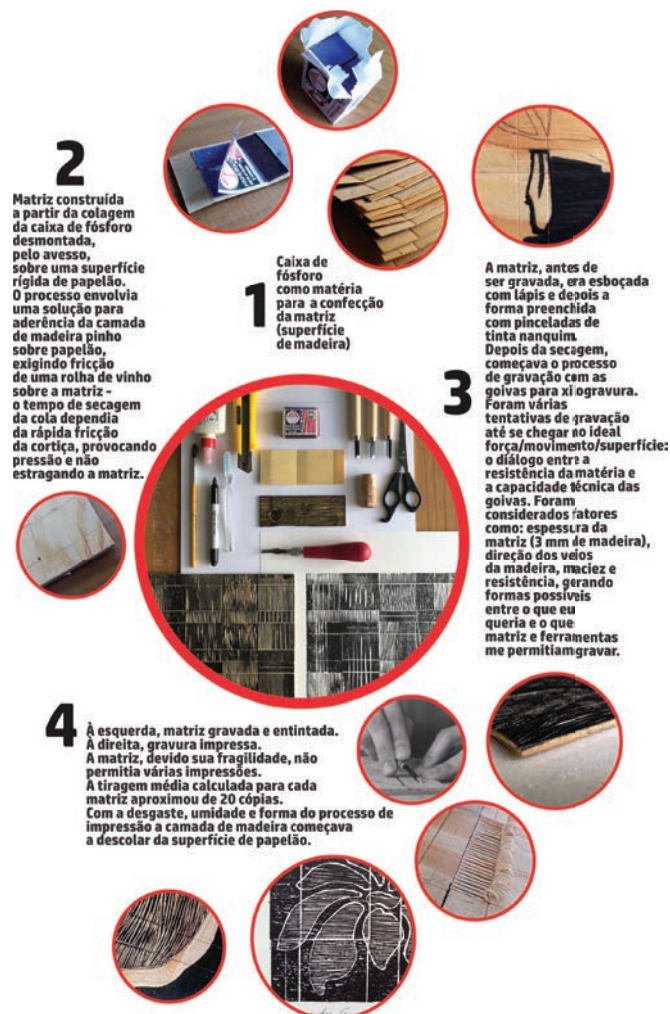 1
Caixa de
fósforo
como matéria
para a confecção
da matriz
(superfície
de madeira)
2
Matriz construída
a partir da colagem
da caixa de fósforo
desmontada,
pelo avesso,
sobre uma superfície
rígida de papelão.
O processo envolvia
uma solução para
aderência da camada
de madeira pinho
sobre papelão,
exigindo fricção
de uma rolha de vinho
sobre a matriz -
o tempo de secagem
da cola dependia
da rápida fricção
da cortiça, provocando
pressão e não
estragando a matriz.
3
A matriz, antes de
ser gravada, era esboçada
com lápis e depois a
forma preenchida
com pinceladas de
tinta nanquim.
Depois da secagem,
começava o processo
de gravação com as
goivas para xilogravura.
Foram várias
tentativas de gravação
até se chegar no ideal
força/movimento/superfície:
o diálogo entre a
resistência da matéria e
a capacidade técnica das
goivas. Foram
considerados fatores
como: espessura da
matriz (3 mm de madeira),
direção dos veios
da madeira, maciez e
resistência, gerando
formas possíveis
entre o que eu
queria e o que
matriz e ferramentas
me permitiam gravar.
4
À esquerda, matriz gravada e entintada.
À direita, gravura impressa.
A matriz, devido sua fragilidade, não
permitia várias impressões.
A tiragem média calculada para cada
matriz aproximou de 20 cópias.
Com a desgaste, umidade e forma do processo de
impressão a camada de madeira começava
a descolar da superfície de papelão.